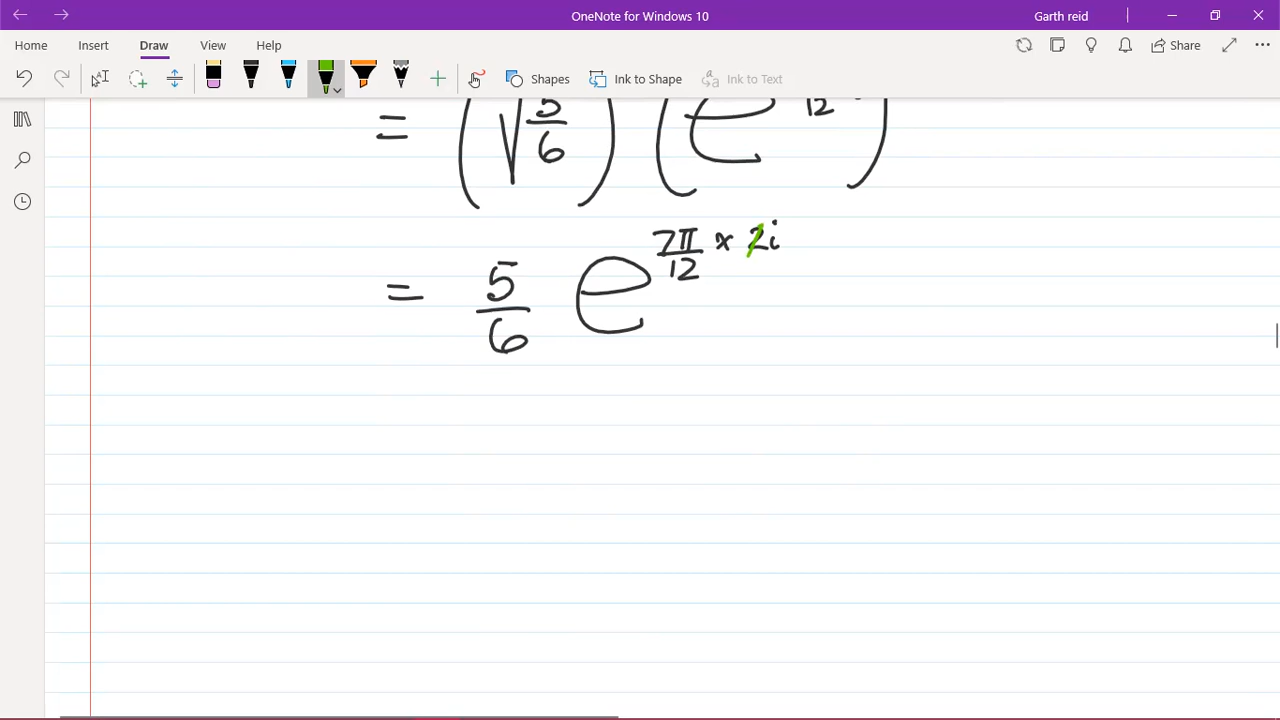 OneNote for Windows 10
Garth reid
Home Insert Draw View Help Share
Shapes Ink to Shape Ink to Text
= (√5/6) (e 12)
= 5/6 e^7π/12 × 2i